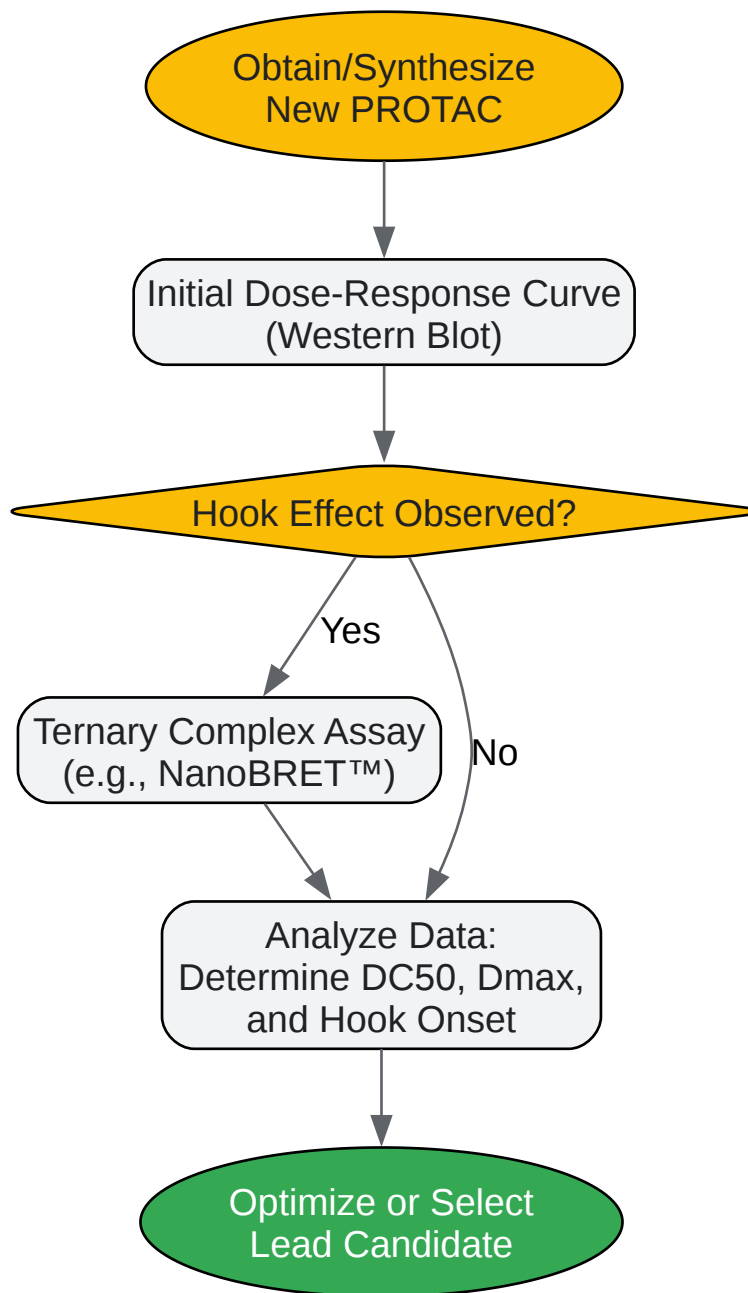 Obtain/Synthesize
New PROTAC
Initial Dose-Response Curve
(Western Blot)
Hook Effect Observed?
Yes
Ternary Complex Assay
(e.g., NanoBRET™)
No
Analyze Data:
Determine DC50, Dmax,
and Hook Onset
Optimize or Select
Lead Candidate